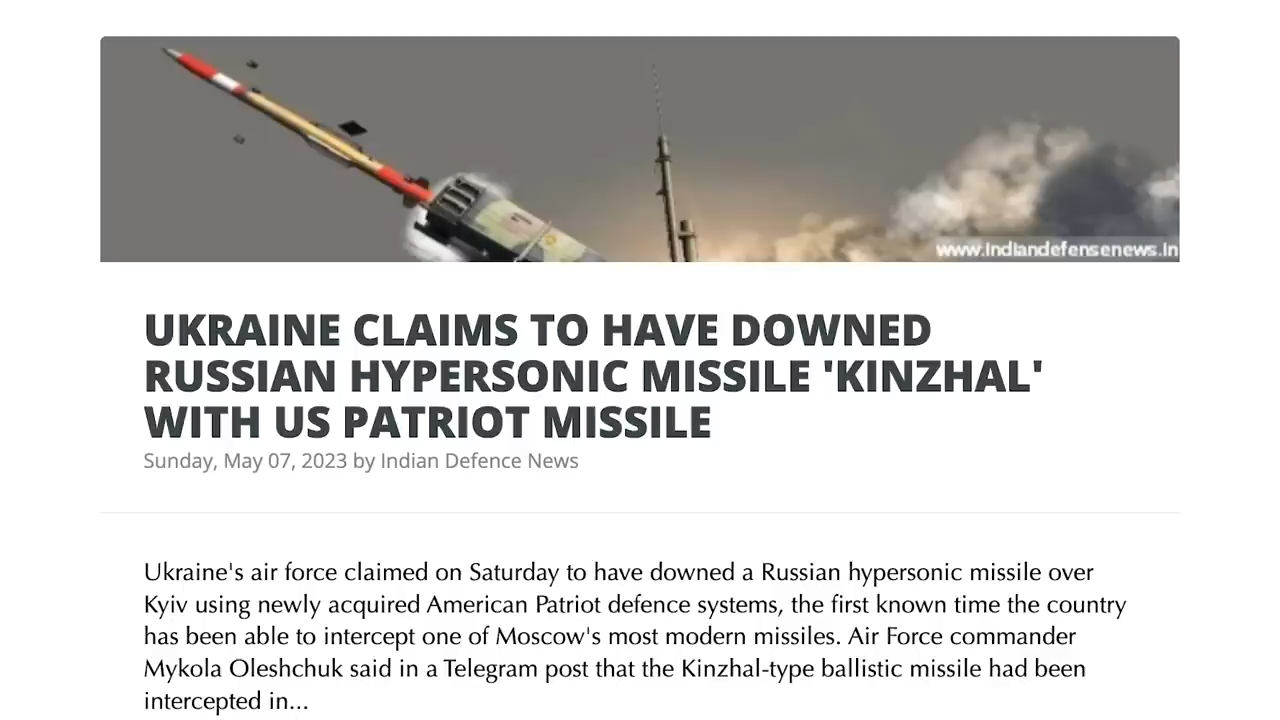 www.indiandefensenews.in
UKRAINE CLAIMS TO HAVE DOWNED
RUSSIAN HYPERSONIC MISSILE 'KINZHAL'
WITH US PATRIOT MISSILE
Sunday, May 07, 2023 by Indian Defence News
Ukraine's air force claimed on Saturday to have downed a Russian hypersonic missile over
Kyiv using newly acquired American Patriot defence systems, the first known time the country
has been able to intercept one of Moscow's most modern missiles. Air Force commander
Mykola Oleshchuk said in a Telegram post that the Kinzhal-type ballistic missile had been
intercepted in...